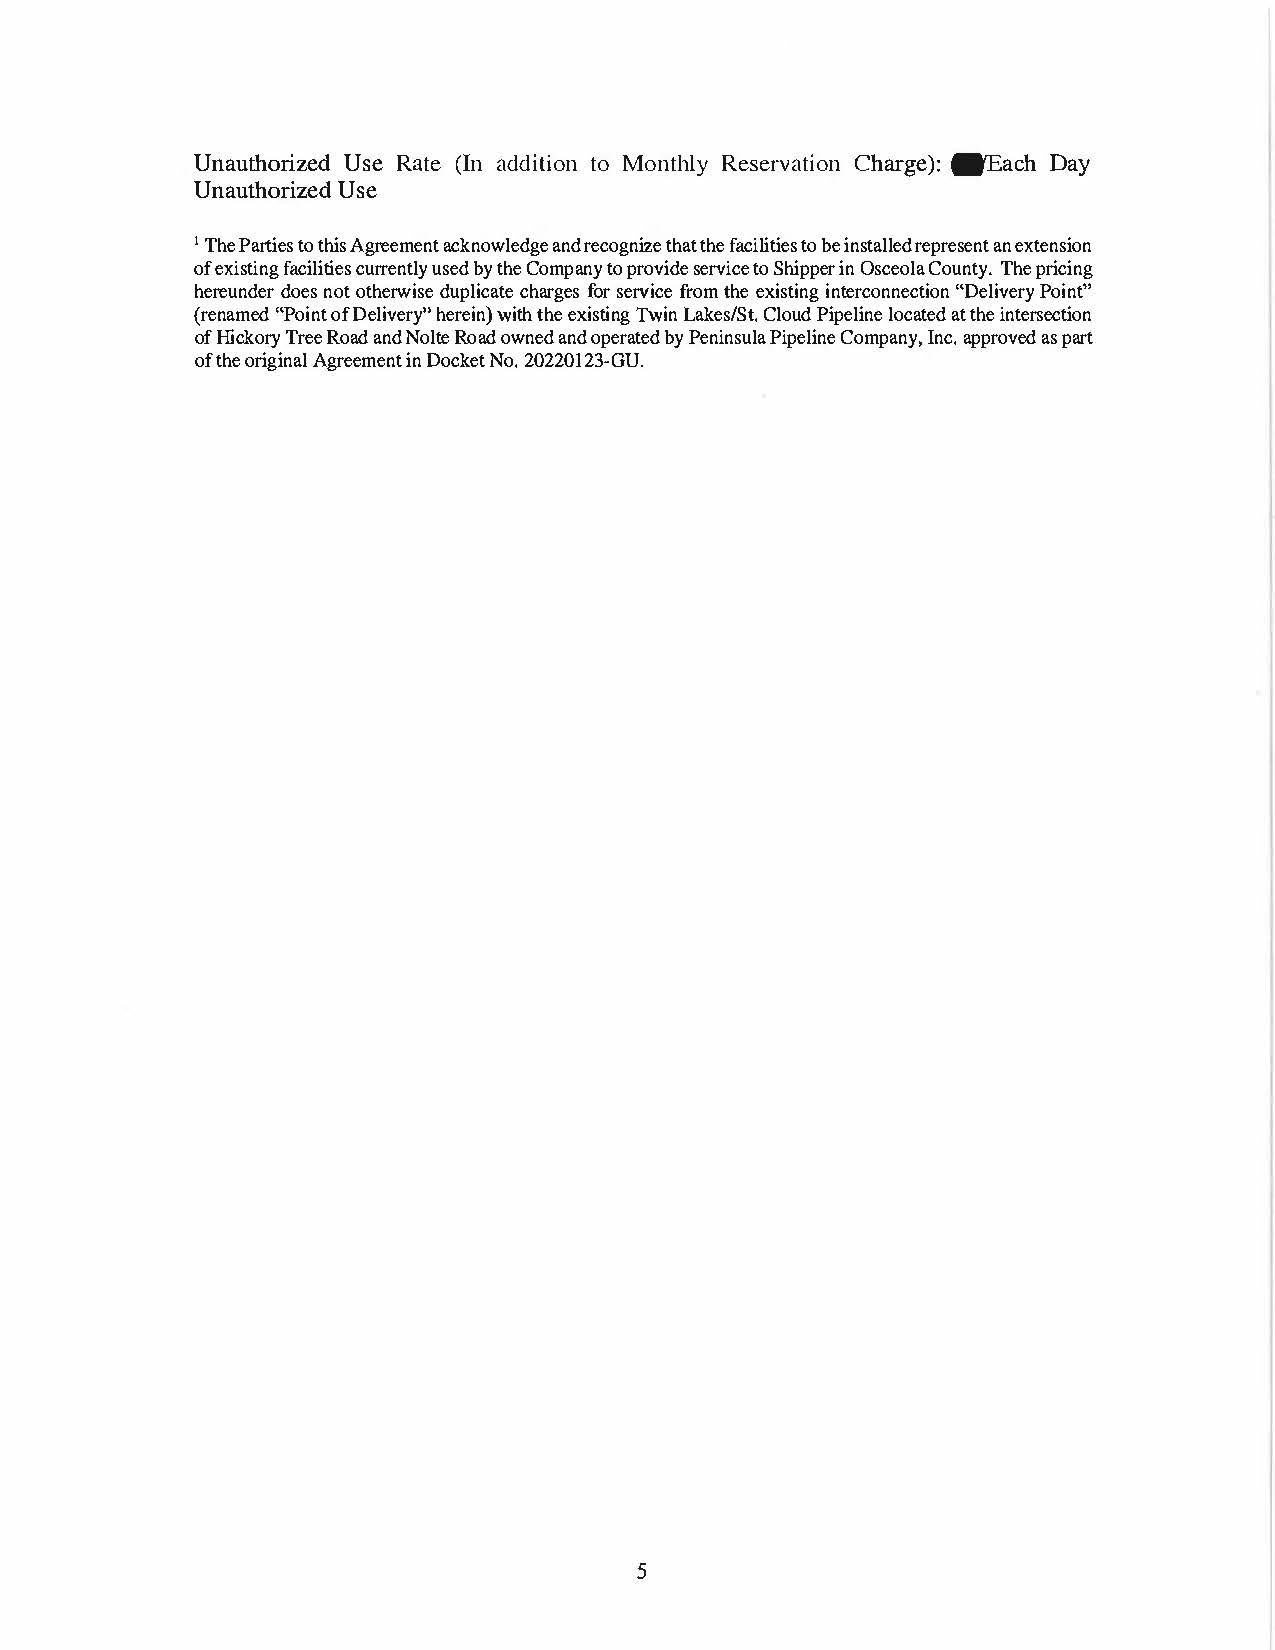 Unauthorized Use Rate (In addition to Monthly Reservation Charge): /Each Day
Unauthorized Use
¹ The Parties to this Agreement acknowledge and recognize that the facilities to be installed represent an extension
of existing facilities currently used by the Company to provide service to Shipper in Osceola County. The pricing
hereunder does not otherwise duplicate charges for service from the existing interconnection “Delivery Point”
(renamed “Point of Delivery” herein) with the existing Twin Lakes/St. Cloud Pipeline located at the intersection
of Hickory Tree Road and Nolte Road owned and operated by Peninsula Pipeline Company, Inc. approved as part
of the original Agreement in Docket No. 20220123-GU.
5